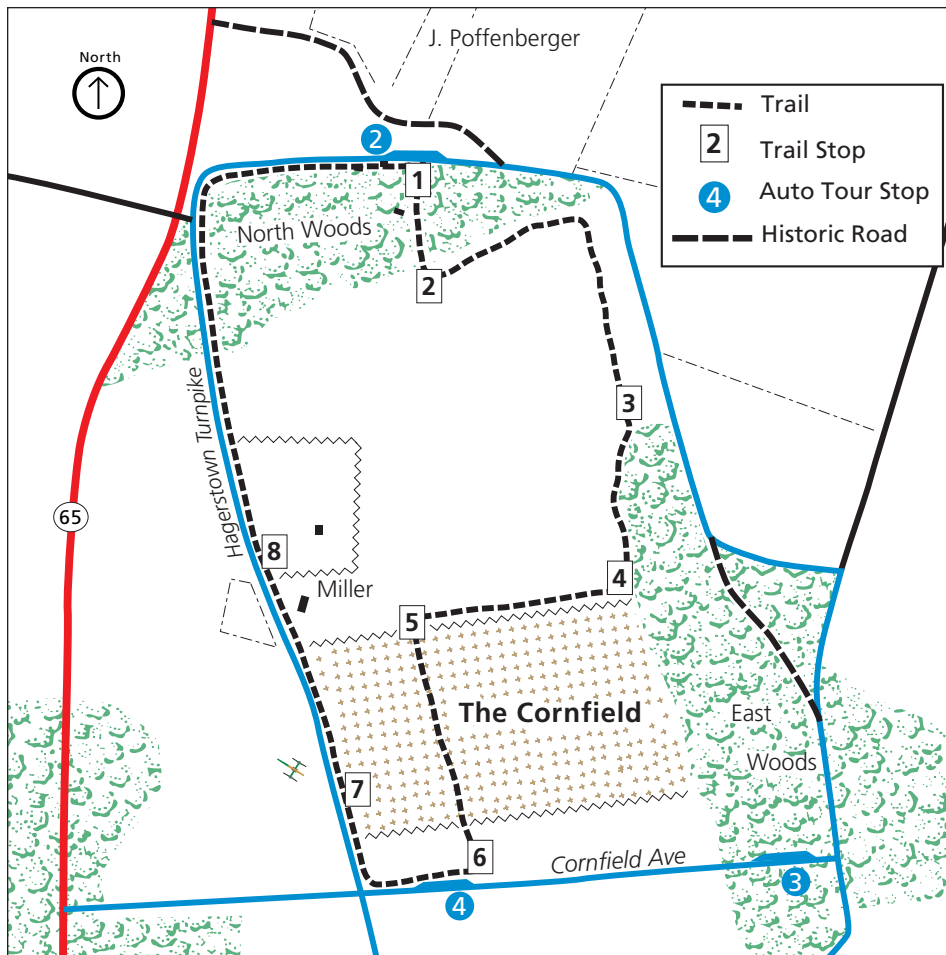 J. Poffenberger
North
Trail
2
Trail Stop
4
Auto Tour Stop
Historic Road
2
1
North Woods
2
Hagerstown Turnpike
3
65
8
4
Miller
5
The Cornfield
East
Woods
7
6
Cornfield Ave
3
4